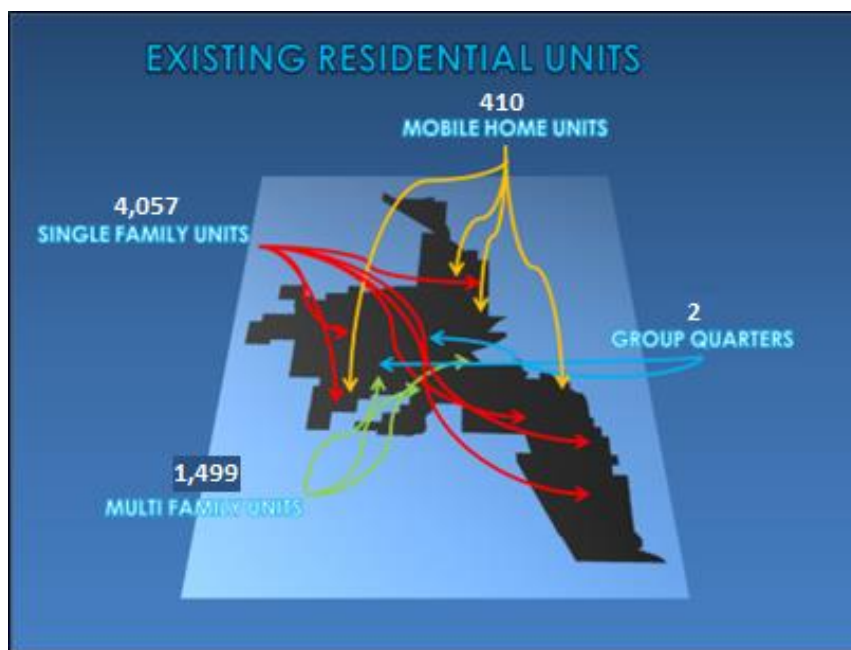 EXISTING RESIDENTIAL UNITS
410
MOBILE HOME UNITS
4,057
SINGLE FAMILY UNITS
2
GROUP QUARTERS
1,499
MULTI FAMILY UNITS